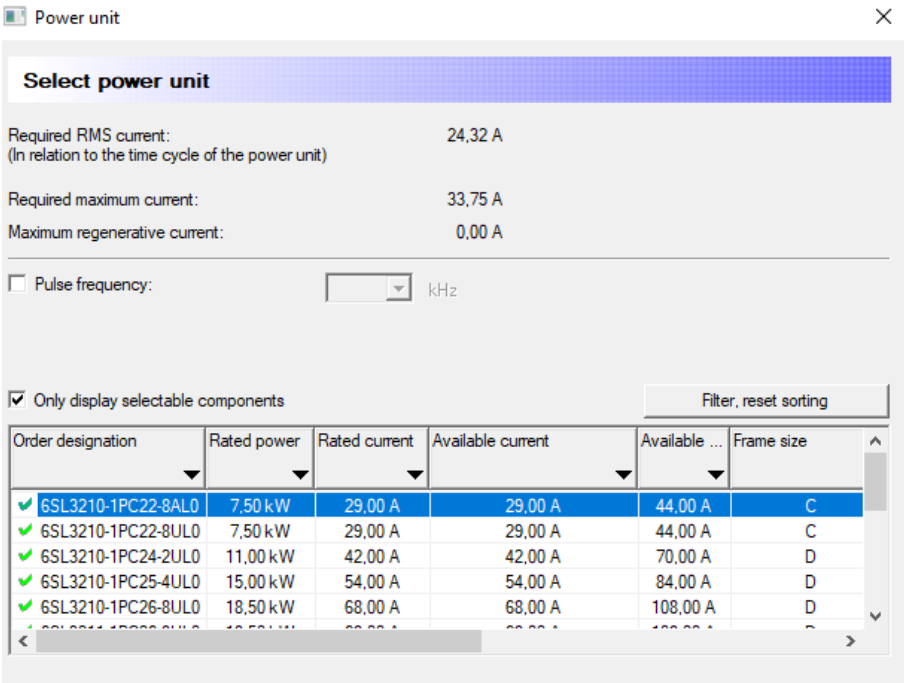 Power unit
Select power unit
Required RMS current: 24,32 A
(In relation to the time cycle of the power unit)
Required maximum current: 33,75 A
Maximum regenerative current: 0,00 A
Pulse frequency: kHz
Only display selectable components Filter, reset sorting
Order designation Rated power Rated current Available current Available ... Frame size
6SL3210-1PC22-8AL0 7,50 kW 29,00 A 29,00 A 44,00 A C
6SL3210-1PC22-8UL0 7,50 kW 29,00 A 29,00 A 44,00 A C
6SL3210-1PC24-2UL0 11,00 kW 42,00 A 42,00 A 70,00 A D
6SL3210-1PC25-4UL0 15,00 kW 54,00 A 54,00 A 84,00 A D
6SL3210-1PC26-8UL0 18,50 kW 68,00 A 68,00 A 108,00 A D